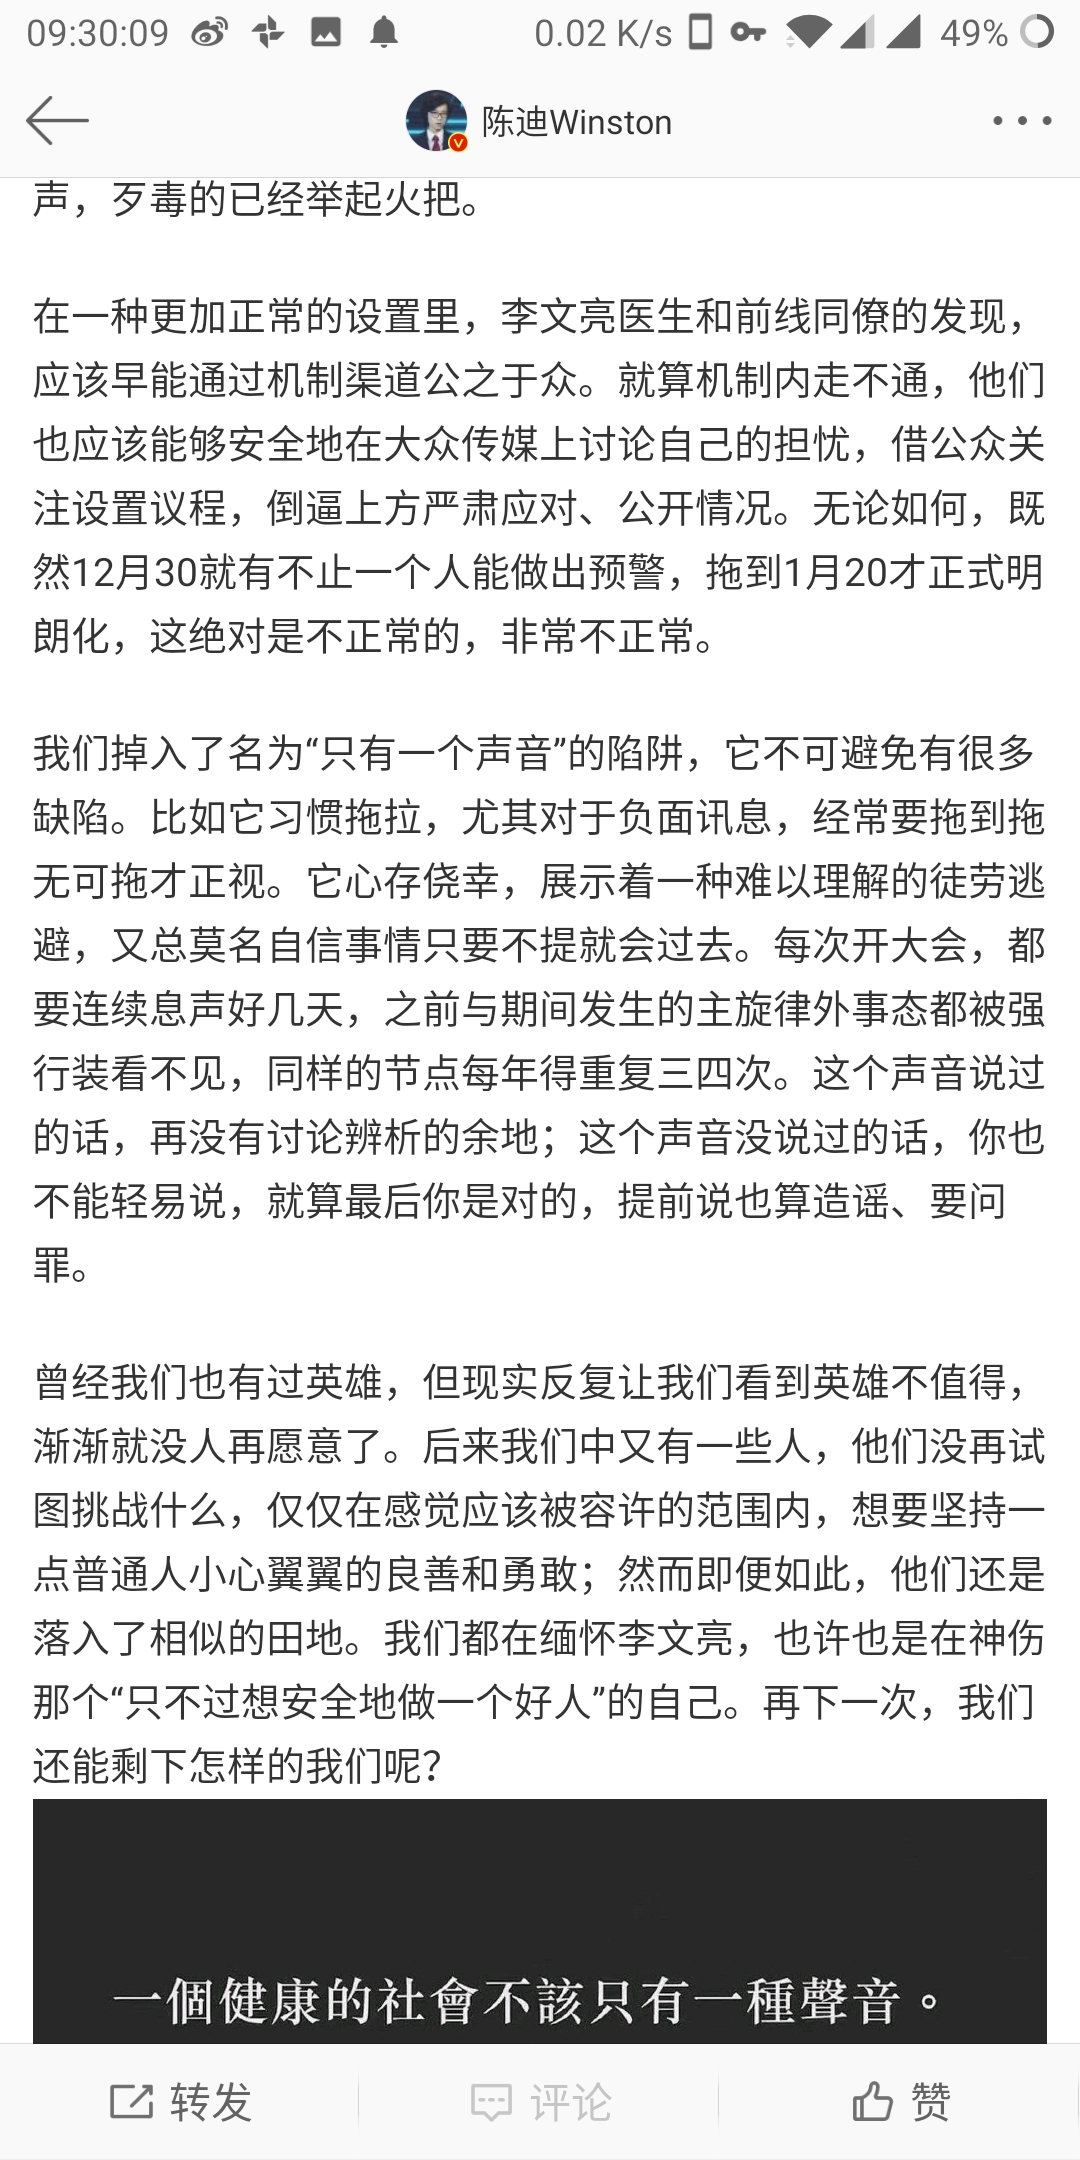 09:30:09 0.02 K/s 49%
陈迪Winston
声，歹毒的已经举起火把。
在一种更加正常的设置里，李文亮医生和前线同僚的发现，
应该早能通过机制渠道公之于众。就算机制内走不通，他们
也应该能够安全地在大众传媒上讨论自己的担忧，借公众关
注设置议程，倒逼上方严肃应对、公开情况。无论如何，既
然12月30就有不止一个人能做出预警，拖到1月20才正式明
朗化，这绝对是不正常的，非常不正常。
我们掉入了名为“只有一个声音”的陷阱，它不可避免有很多
缺陷。比如它习惯拖拉，尤其对于负面讯息，经常要拖到拖
无可拖才正视。它心存侥幸，展示着一种难以理解的徒劳逃
避，又总莫名自信事情只要不提就会过去。每次开大会，都
要连续息声好几天，之前与期间发生的主旋律外事态都被强
行装看不见，同样的节点每年得重复三四次。这个声音说过
的话，再没有讨论辨析的余地；这个声音没说过的话，你也
不能轻易说，就算最后你是对的，提前说也算造谣、要问
罪。
曾经我们也有过英雄，但现实反复让我们看到英雄不值得，
渐渐就没人再愿意了。后来我们中又有一些人，他们没再试
图挑战什么，仅仅在感觉应该被容许的范围内，想要坚持一
点普通人小心翼翼的良善和勇敢；然而即便如此，他们还是
落入了相似的田地。我们都在缅怀李文亮，也许也是在神伤
那个“只不过想安全地做一个好人”的自己。再下一次，我们
还能剩下怎样的我们呢？
一個健康的社會不該只有一種聲音。
转发 评论 赞